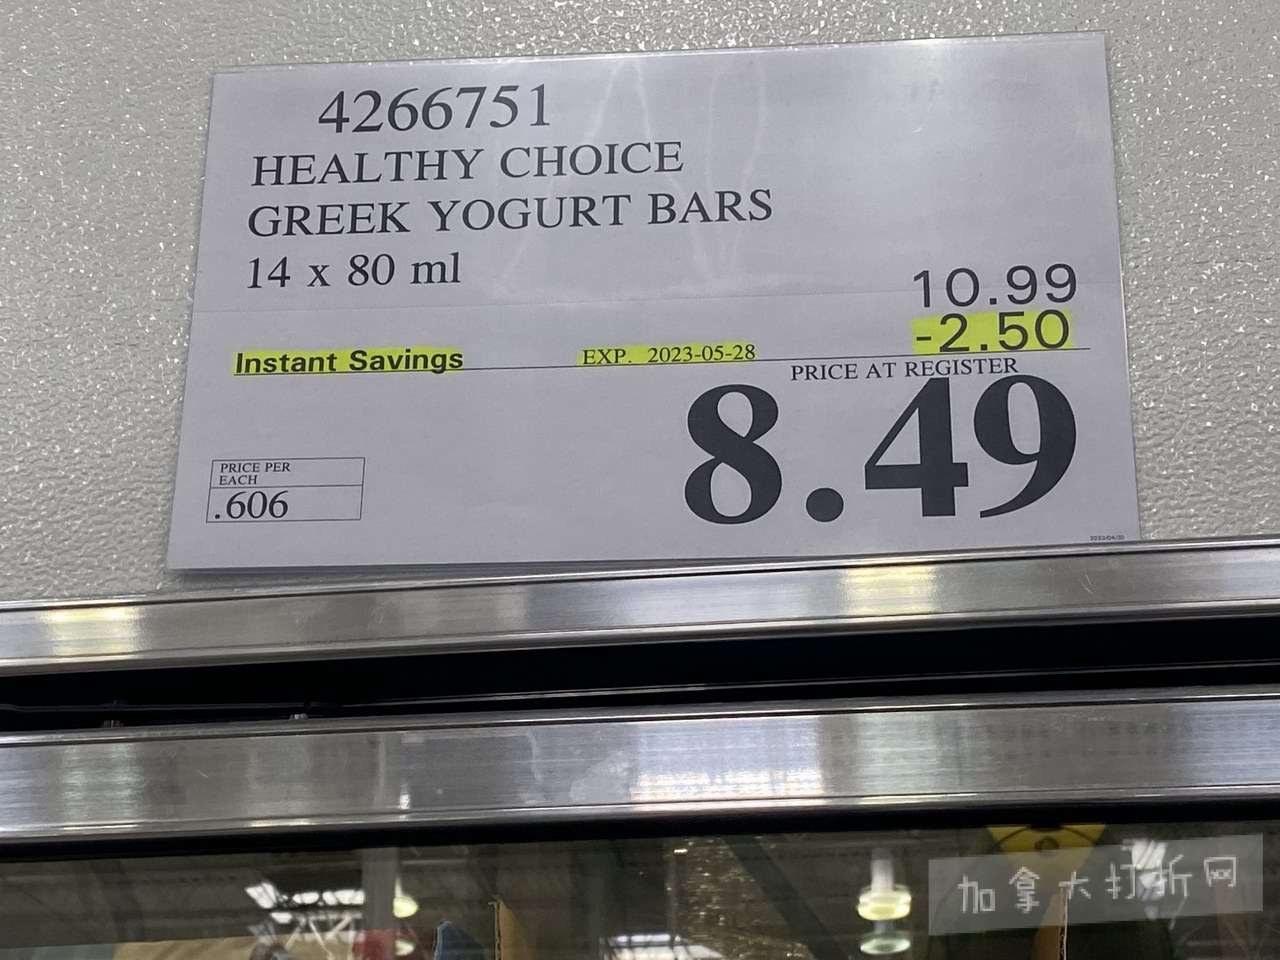 4266751
HEALTHY CHOICE
GREEK YOGURT BARS
14 x 80 ml
10.99
-2.50
Instant Savings
EXP. 2023-05-28
PRICE AT REGISTER
8.49
PRICE PER
EACH
.606
加拿大打折网